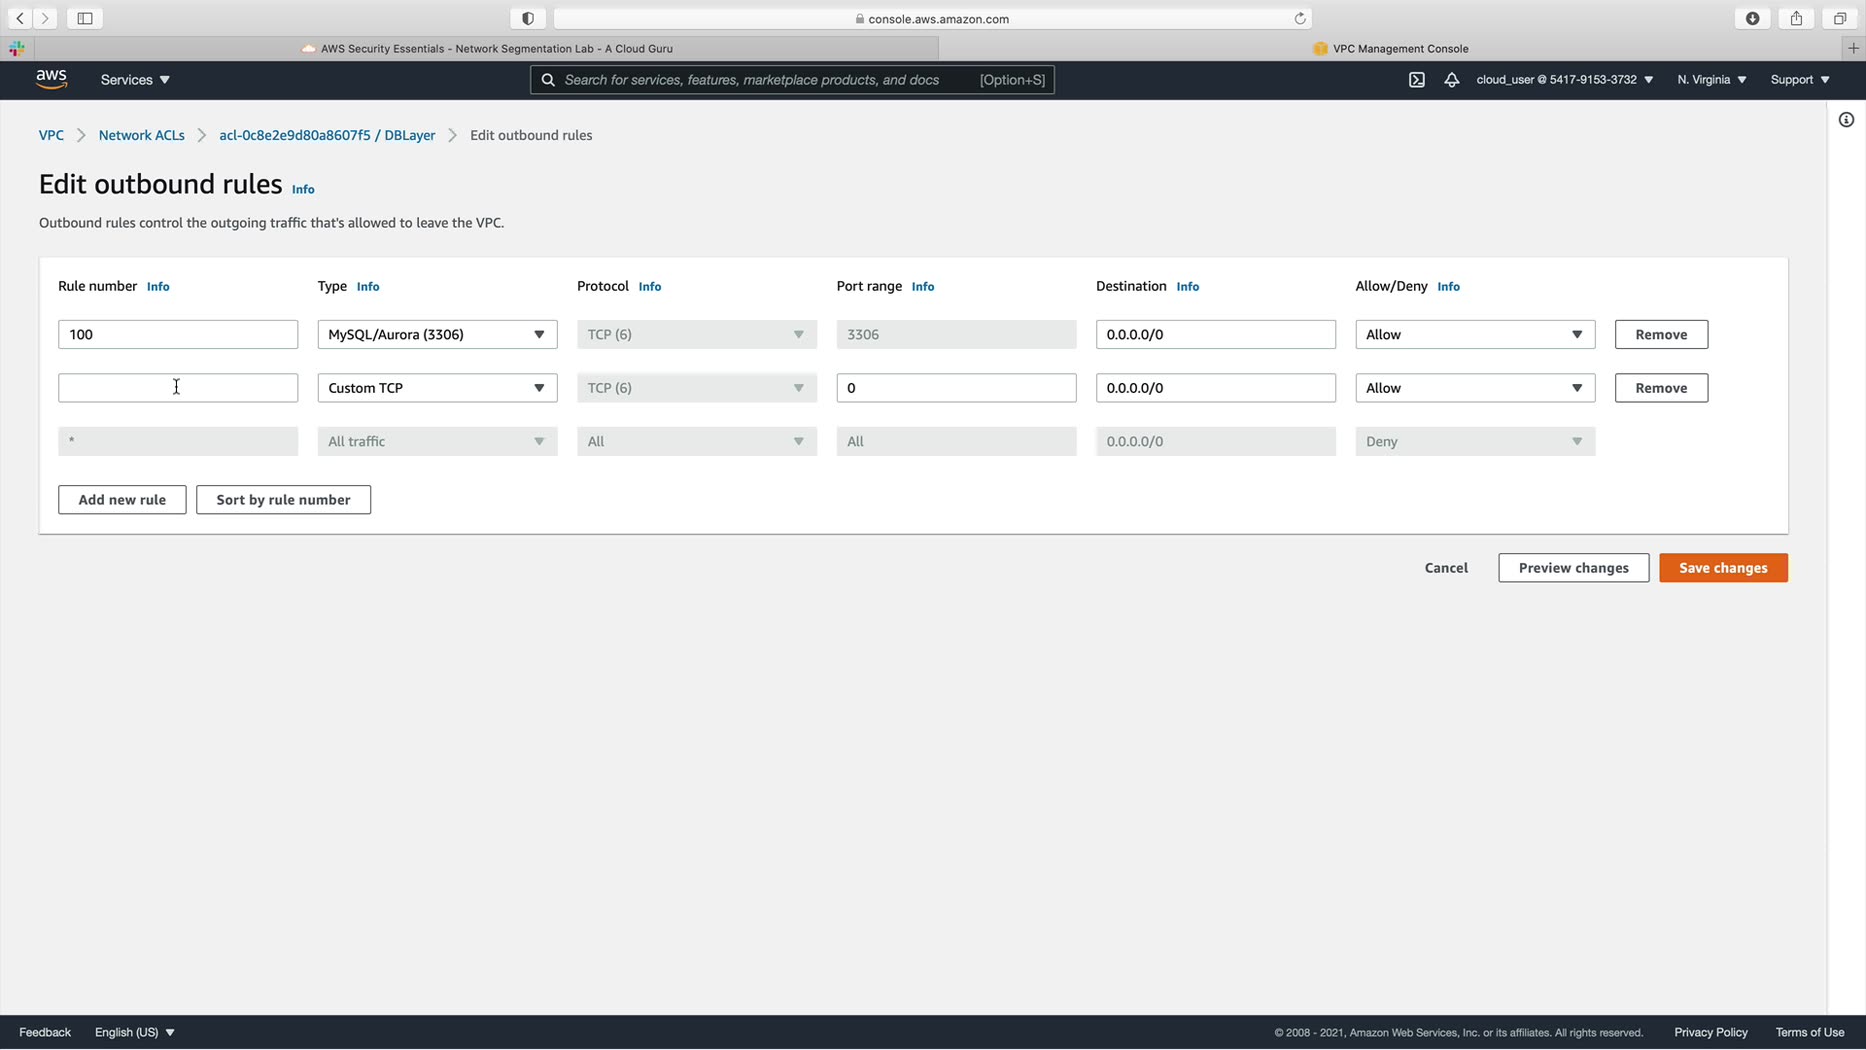 console.aws.amazon.com
AWS Security Essentials - Network Segmentation Lab - A Cloud Guru
VPC Management Console
aws
Services
Search for services, features, marketplace products, and docs [Option+S]
cloud_user @ 5417-9153-3732
N. Virginia
Support
VPC
Network ACLs
acl-0c8e2e9d80a8607f5 / DBLayer
Edit outbound rules
Edit outbound rules Info
Outbound rules control the outgoing traffic that's allowed to leave the VPC.
Rule number Info Type Info Protocol Info Port range Info Destination Info Allow/Deny Info
100 MySQL/Aurora (3306) TCP (6) 3306 0.0.0.0/0 Allow Remove
Custom TCP TCP (6) 0 0.0.0.0/0 Allow Remove
* All traffic All All 0.0.0.0/0 Deny
Add new rule Sort by rule number
Cancel Preview changes Save changes
Feedback English (US) © 2008 - 2021, Amazon Web Services, Inc. or its affiliates. All rights reserved. Privacy Policy Terms of Use